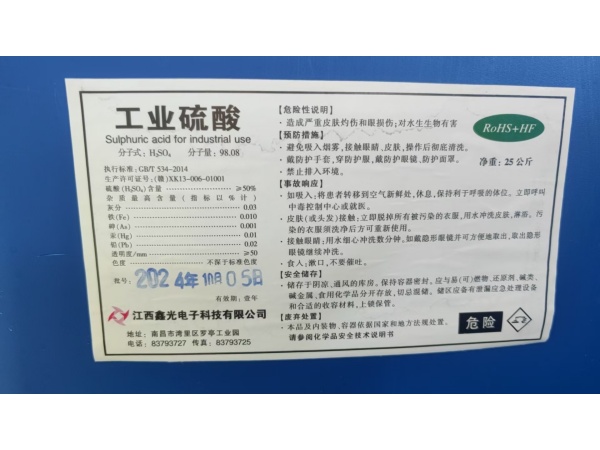 工业硫酸
Sulphuric acid for industrial use
分子式: H₂SO₄ 分子量: 98.08
执行标准: GB/T 534-2014
生产许可证号: (赣)XK13-006-01001
硫酸(H₂SO₄)含量 ≥50%
杂质最高含量(指标以%计)
灰分 0.03
铁(Fe) 0.010
砷(As) 0.001
汞(Hg) 0.01
铅(Pb) 0.02
透明度/mm ≥50
色度 不深于标准色度
批号: 2024年10月05日
有效期: 壹年
江西鑫光电子科技有限公司
地址: 南昌市湾里区罗亭工业园
电话: 83793727 传真: 83793725
【危险性说明】
· 造成严重皮肤灼伤和眼损伤; 对水生生物有害
【预防措施】
· 避免吸入烟雾, 接触眼睛, 皮肤, 操作后彻底清洗。
· 戴防护手套, 穿防护服, 戴防护眼镜, 防护面罩。
· 禁止排入环境。
【事故响应】
· 如吸入: 将患者转移到空气新鲜处, 休息, 保持利于呼吸的体位。立即呼叫
中毒控制中心或就医。
· 皮肤(或头发)接触: 立即脱掉所有被污染的衣服, 用水冲洗皮肤, 淋浴。污
染的衣服须洗净后方可重新使用。
· 接触眼睛: 用水细心冲洗数分钟。如戴隐形眼镜并可方便地取出, 取出隐形
眼镜继续冲洗。
· 食入: 漱口, 不要催吐。
【安全储存】
· 储存于阴凉、通风的库房。保持容器密封。应与易(可)燃物、还原剂、碱类、
碱金属、食用化学品分开存放, 切忌混储。储区应备有泄漏应急处理设备
和合适的收容材料, 上锁保管。
【废弃处置】
· 本品及内装物、容器依据国家和地方法规处置。
请参阅化学品安全技术说明书
RoHS+HF
净重: 25公斤
危险